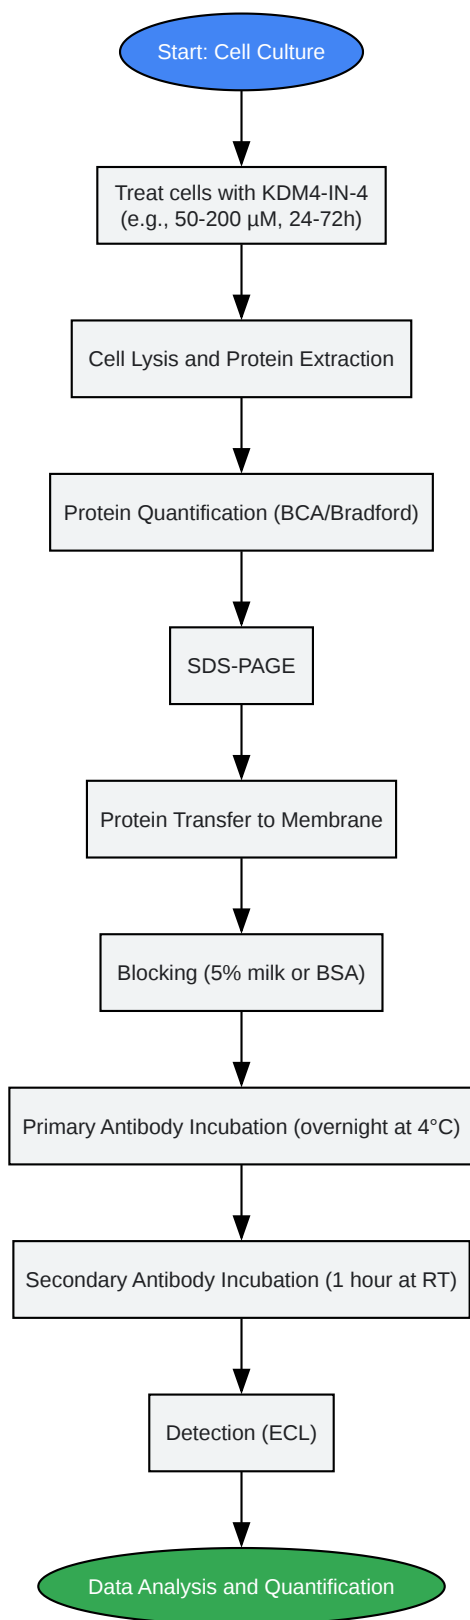 Start: Cell Culture
Treat cells with KDM4-IN-4
(e.g., 50-200 µM, 24-72h)
Cell Lysis and Protein Extraction
Protein Quantification (BCA/Bradford)
SDS-PAGE
Protein Transfer to Membrane
Blocking (5% milk or BSA)
Primary Antibody Incubation (overnight at 4°C)
Secondary Antibody Incubation (1 hour at RT)
Detection (ECL)
Data Analysis and Quantification